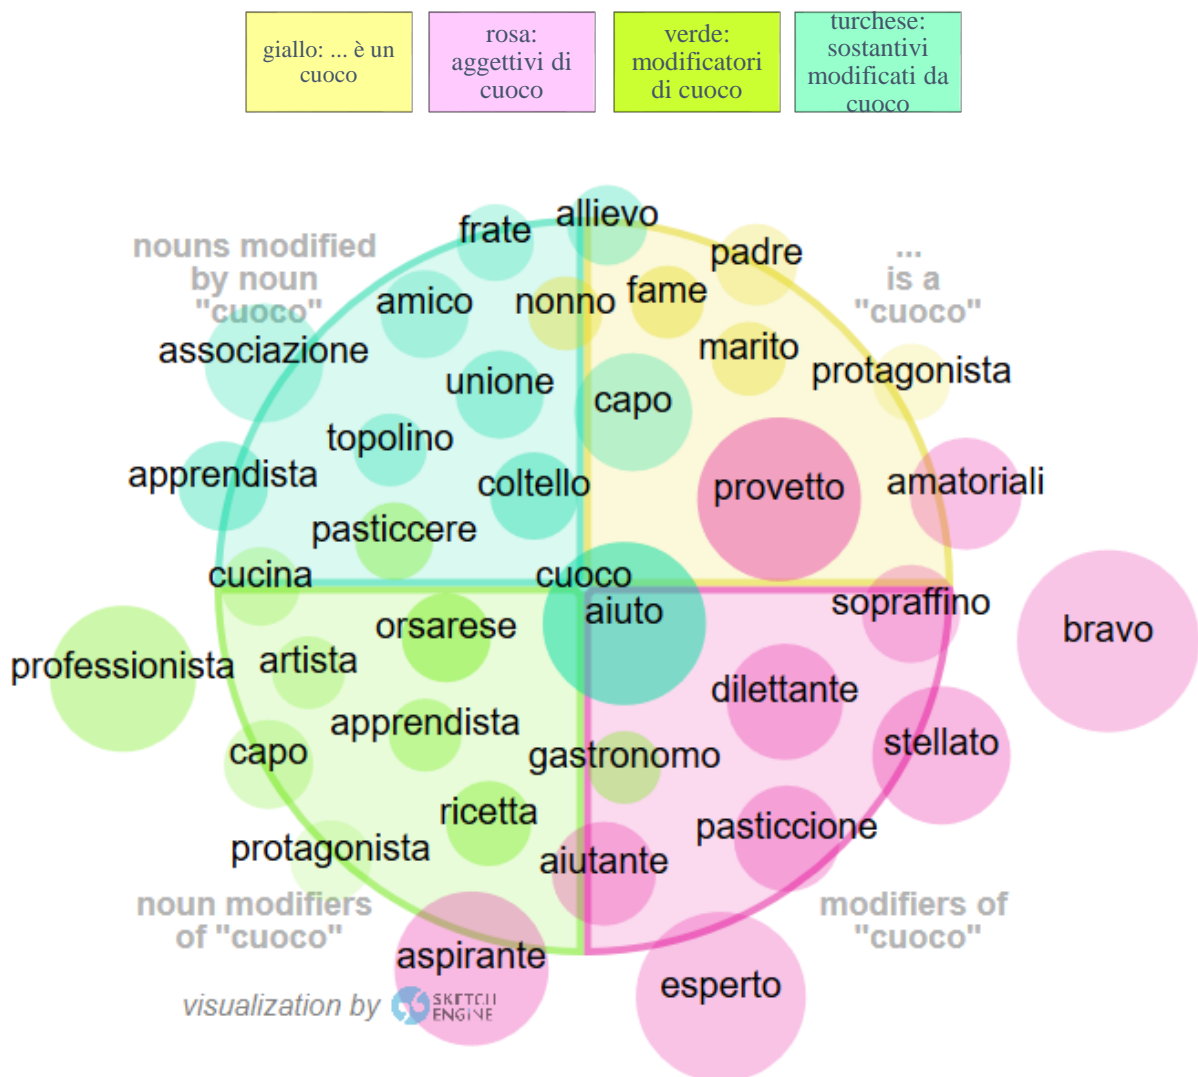 giallo: ... è un
cuoco
rosa:
aggettivi di
cuoco
verde:
modificatori
di cuoco
turchese:
sostantivi
modificati da
cuoco
nouns modified
by noun
"cuoco"
...
is a
"cuoco"
frate
allievo
padre
amico
nonno
fame
associazione
unione
marito
protagonista
capo
topolino
apprendista
coltello
provetto
amatoriali
pasticcere
cucina
cuoco
aiuto
sopraffino
orsarese
bravo
professionista
artista
dilettante
apprendista
capo
gastronomo
stellato
ricetta
pasticcione
protagonista
aiutante
noun modifiers
of "cuoco"
modifiers of
"cuoco"
aspirante
esperto
visualization by
SKETCH
ENGINE